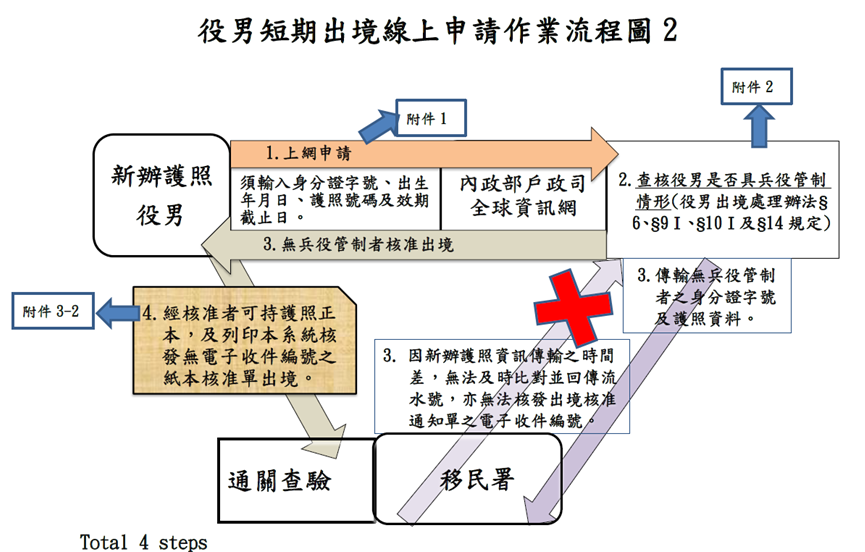 役男短期出境線上申請作業流程圖 2
附件 2
附件 1
1.上網申請
新辦護照
役男
須輸入身分證字號、出生
年月日、護照號碼及效期
截止日。
內政部戶政司
全球資訊網
2.查核役男是否具兵役管制
情形(役男出境處理辦法§
6、§9Ⅰ、§10Ⅰ及§14 規定)
3.無兵役管制者核准出境
3.傳輸無兵役管制
者之身分證字號
及護照資料。
附件 3-2
4.經核准者可持護照正
本，及列印本系統核
發無電子收件編號之
紙本核准單出境。
3. 因新辦護照資訊傳輸之時間
差，無法及時比對並回傳流
水號，亦無法核發出境核准
通知單之電子收件編號。
通關查驗
移民署
Total 4 steps